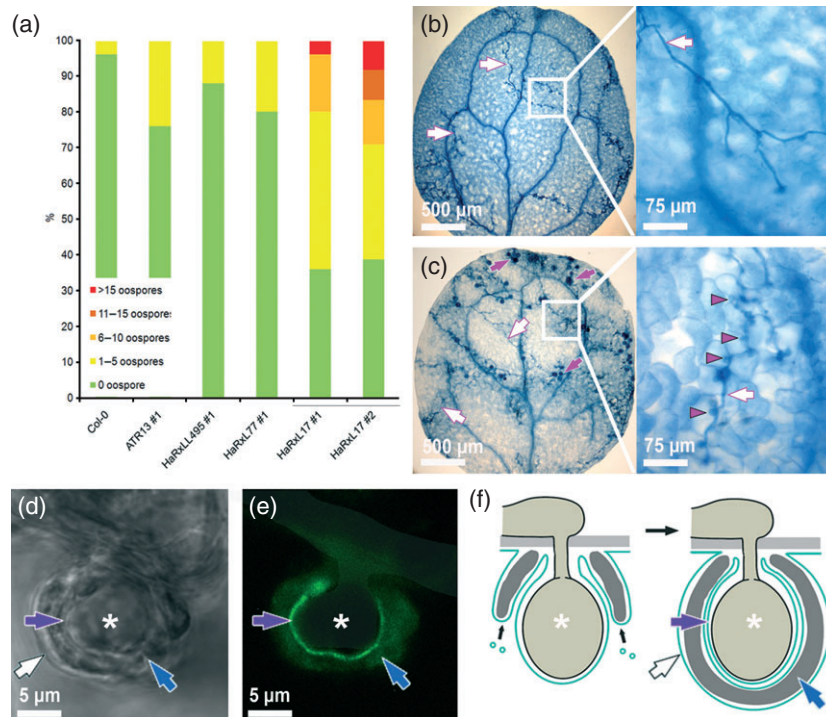 (a)
100
90
80
70
60
50
40
30
20
10
0
%
>15 oospores
11–15 oospores
6–10 oospores
1–5 oospores
0 oospore
Col-0
ATR13 #1
HaRxLL495 #1
HaRxL77 #1
HaRxL17 #1
HaRxL17 #2
(b)
500 µm
75 µm
(c)
500 µm
75 µm
(d)
*
5 µm
(e)
*
5 µm
(f)
*
*